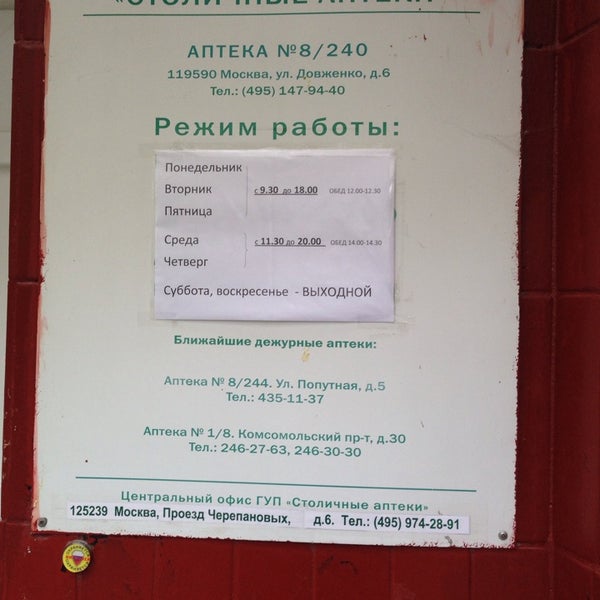 «СТОЛИЧНЫЕ АПТЕКИ»
АПТЕКА №8/240
119590 Москва, ул. Довженко, д.6
Тел.: (495) 147-94-40
Режим работы:
Понедельник
Вторник с 9.30 до 18.00 ОБЕД 12.00-12.30
Пятница
Среда с 11.30 до 20.00 ОБЕД 14.00-14.30
Четверг
Суббота, воскресенье - ВЫХОДНОЙ
Ближайшие дежурные аптеки:
Аптека № 8/244. Ул. Попутная, д.5
Тел.: 435-11-37
Аптека № 1/8. Комсомольский пр-т, д.30
Тел.: 246-27-63, 246-30-30
Центральный офис ГУП «Столичные аптеки»
125239 Москва, Проезд Черепановых, д.6. Тел.: (495) 974-28-91